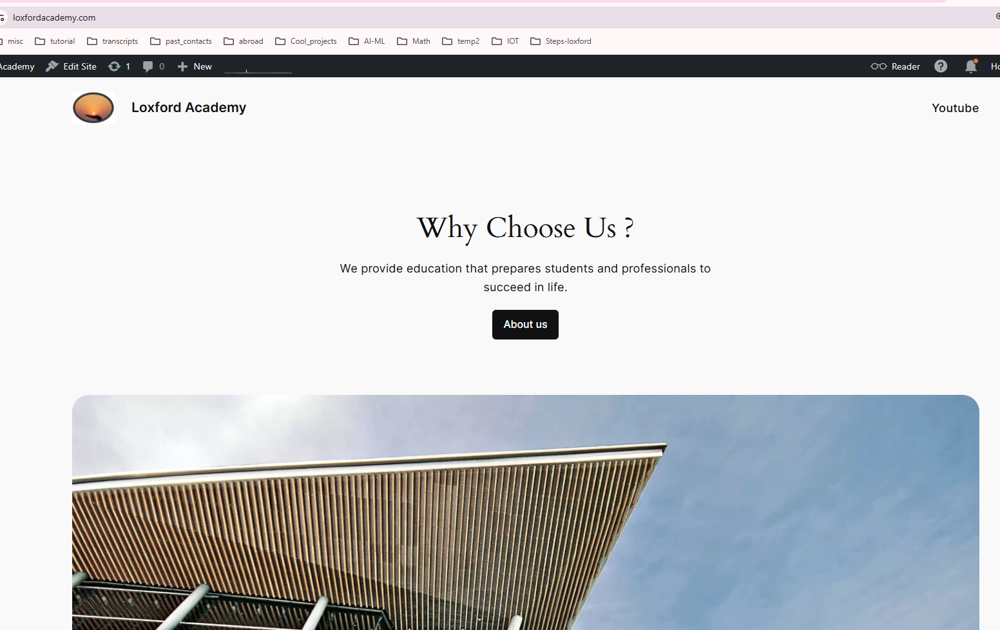 loxfordacademy.com
misc tutorial transcripts past_contacts abroad Cool_projects AI-ML Math temp2 IOT Steps-loxford
Academy Edit Site 1 0 New Reader ?
Loxford Academy Youtube
Why Choose Us ?
We provide education that prepares students and professionals to
succeed in life.
About us